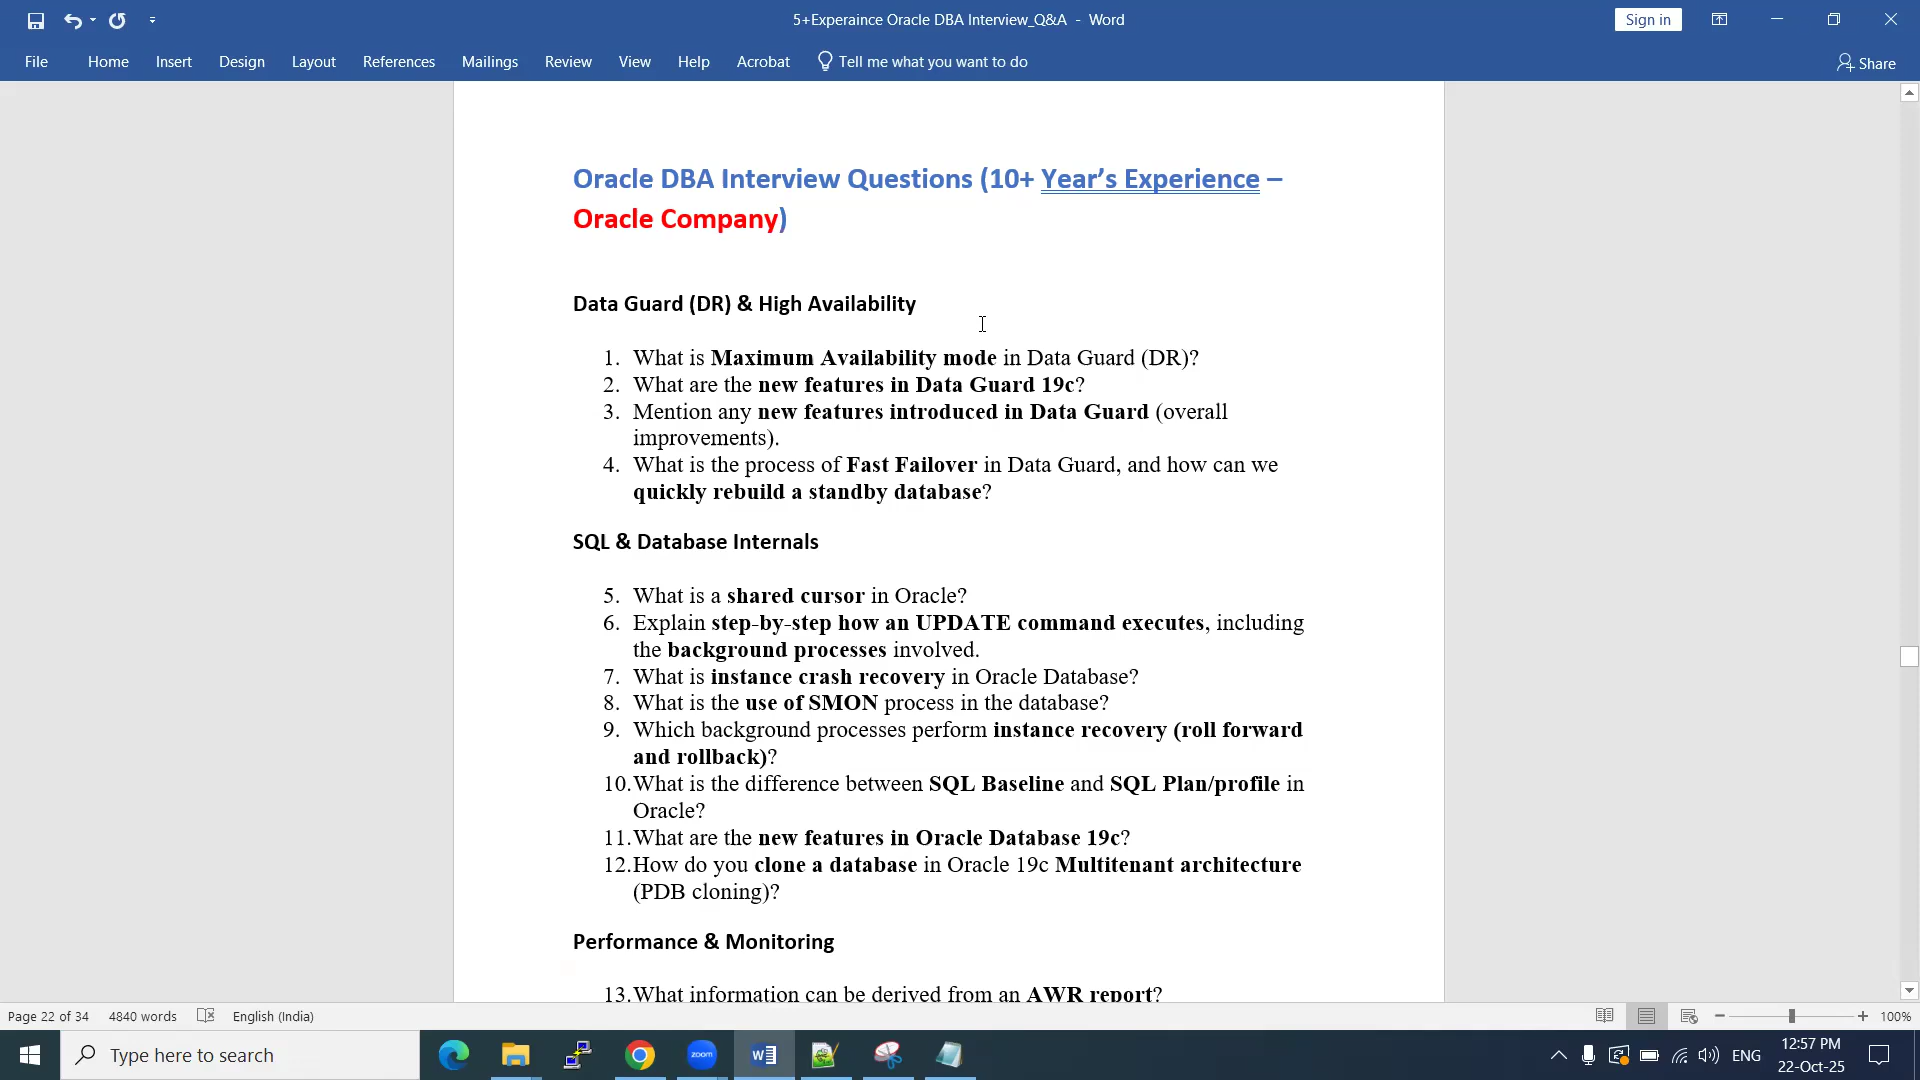 5+Experaince Oracle DBA Interview_Q&A - Word
Sign in
File Home Insert Design Layout References Mailings Review View Help Acrobat Tell me what you want to do
Share
Oracle DBA Interview Questions (10+ Year’s Experience –
Oracle Company)
Data Guard (DR) & High Availability
1. What is Maximum Availability mode in Data Guard (DR)?
2. What are the new features in Data Guard 19c?
3. Mention any new features introduced in Data Guard (overall
improvements).
4. What is the process of Fast Failover in Data Guard, and how can we
quickly rebuild a standby database?
SQL & Database Internals
5. What is a shared cursor in Oracle?
6. Explain step-by-step how an UPDATE command executes, including
the background processes involved.
7. What is instance crash recovery in Oracle Database?
8. What is the use of SMON process in the database?
9. Which background processes perform instance recovery (roll forward
and rollback)?
10.What is the difference between SQL Baseline and SQL Plan/profile in
Oracle?
11.What are the new features in Oracle Database 19c?
12.How do you clone a database in Oracle 19c Multitenant architecture
(PDB cloning)?
Performance & Monitoring
13.What information can be derived from an AWR report?
Page 22 of 34 4840 words English (India)
100%
Type here to search
zoom
W
ENG
12:57 PM
22-Oct-25